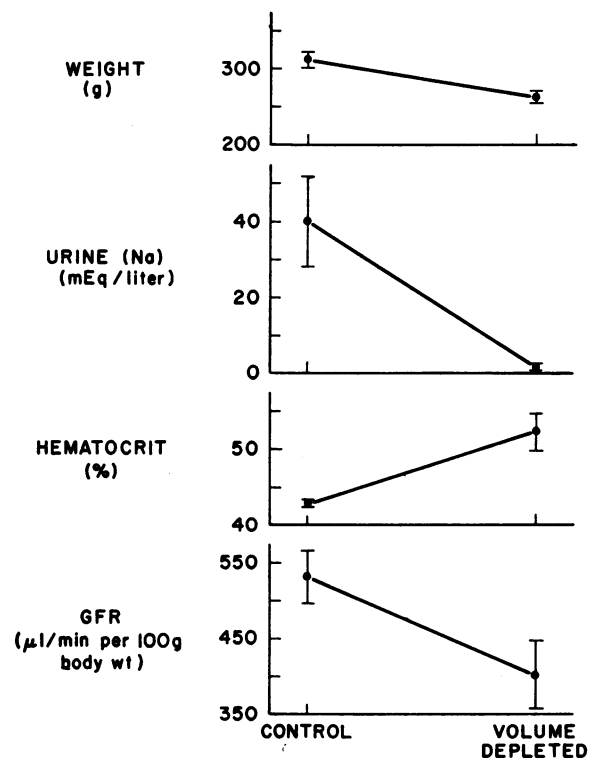 WEIGHT
(g)
300
200
URINE (Na)
(mEq/liter)
40
20
0
HEMATOCRIT
(%)
50
40
GFR
(μl/min per 100g
body wt)
550
450
350
CONTROL
VOLUME
DEPLETED